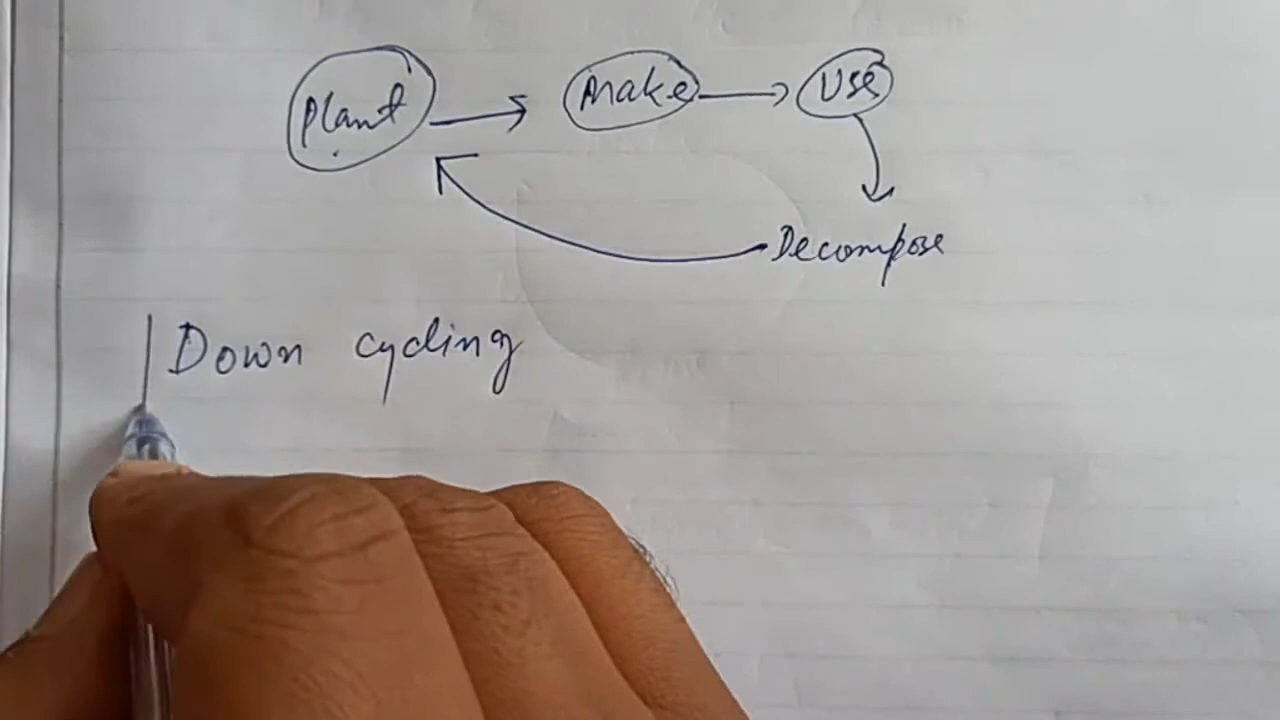 Plant → Make → Use
Decompose
Down cycling